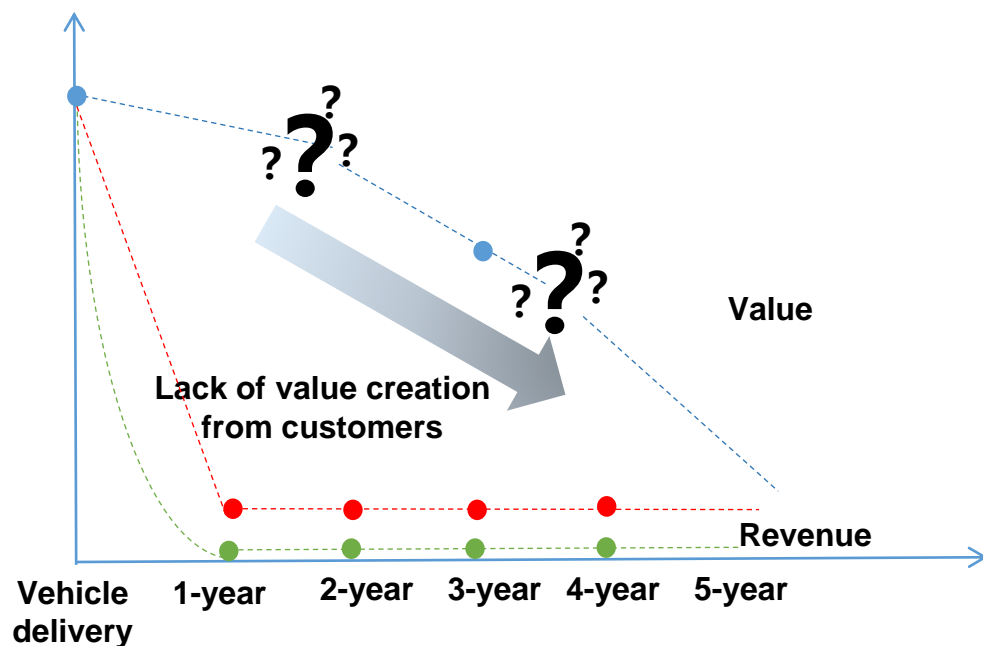 ?
? ? ?
?
? ? ?
Value
Lack of value creation
from customers
Revenue
Vehicle
delivery
1-year
2-year
3-year
4-year
5-year